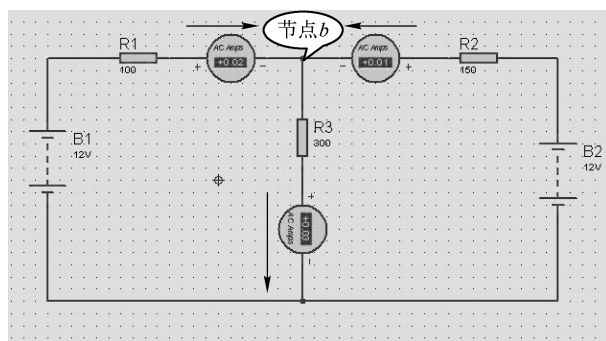 节点b
R1
100
AC Amps
+0.02
+
-
AC Amps
+0.01
-
+
R2
150
R3
300
B1
12V
B2
12V
+
AC Amps
+0.03
-